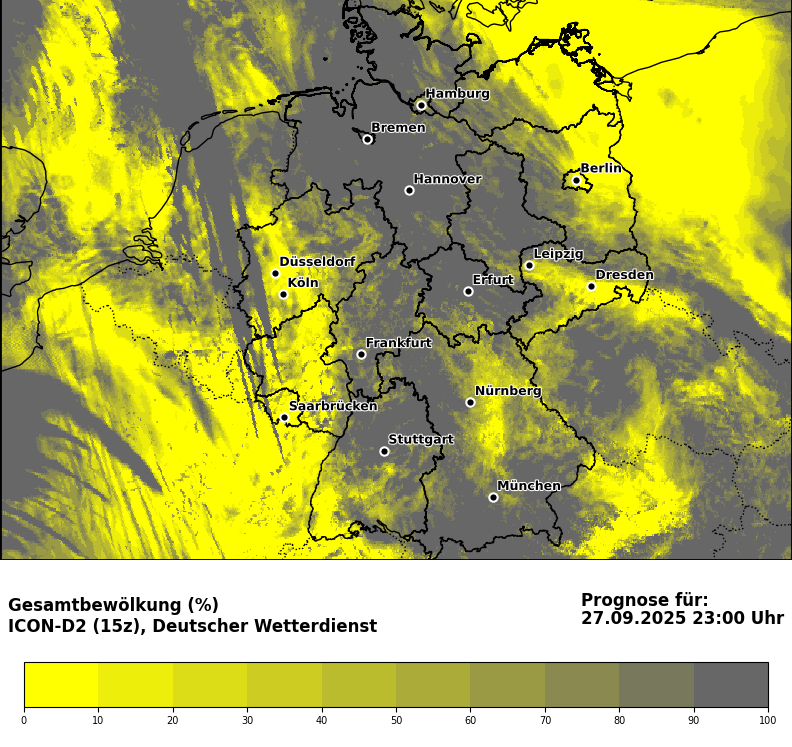 Hamburg
Bremen
Hannover
Berlin
Düsseldorf
Köln
Leipzig
Erfurt
Dresden
Frankfurt
Nürnberg
Saarbrücken
Stuttgart
München
Gesamtbewölkung (%)
ICON-D2 (15z), Deutscher Wetterdienst
Prognose für:
27.09.2025 23:00 Uhr
0 10 20 30 40 50 60 70 80 90 100